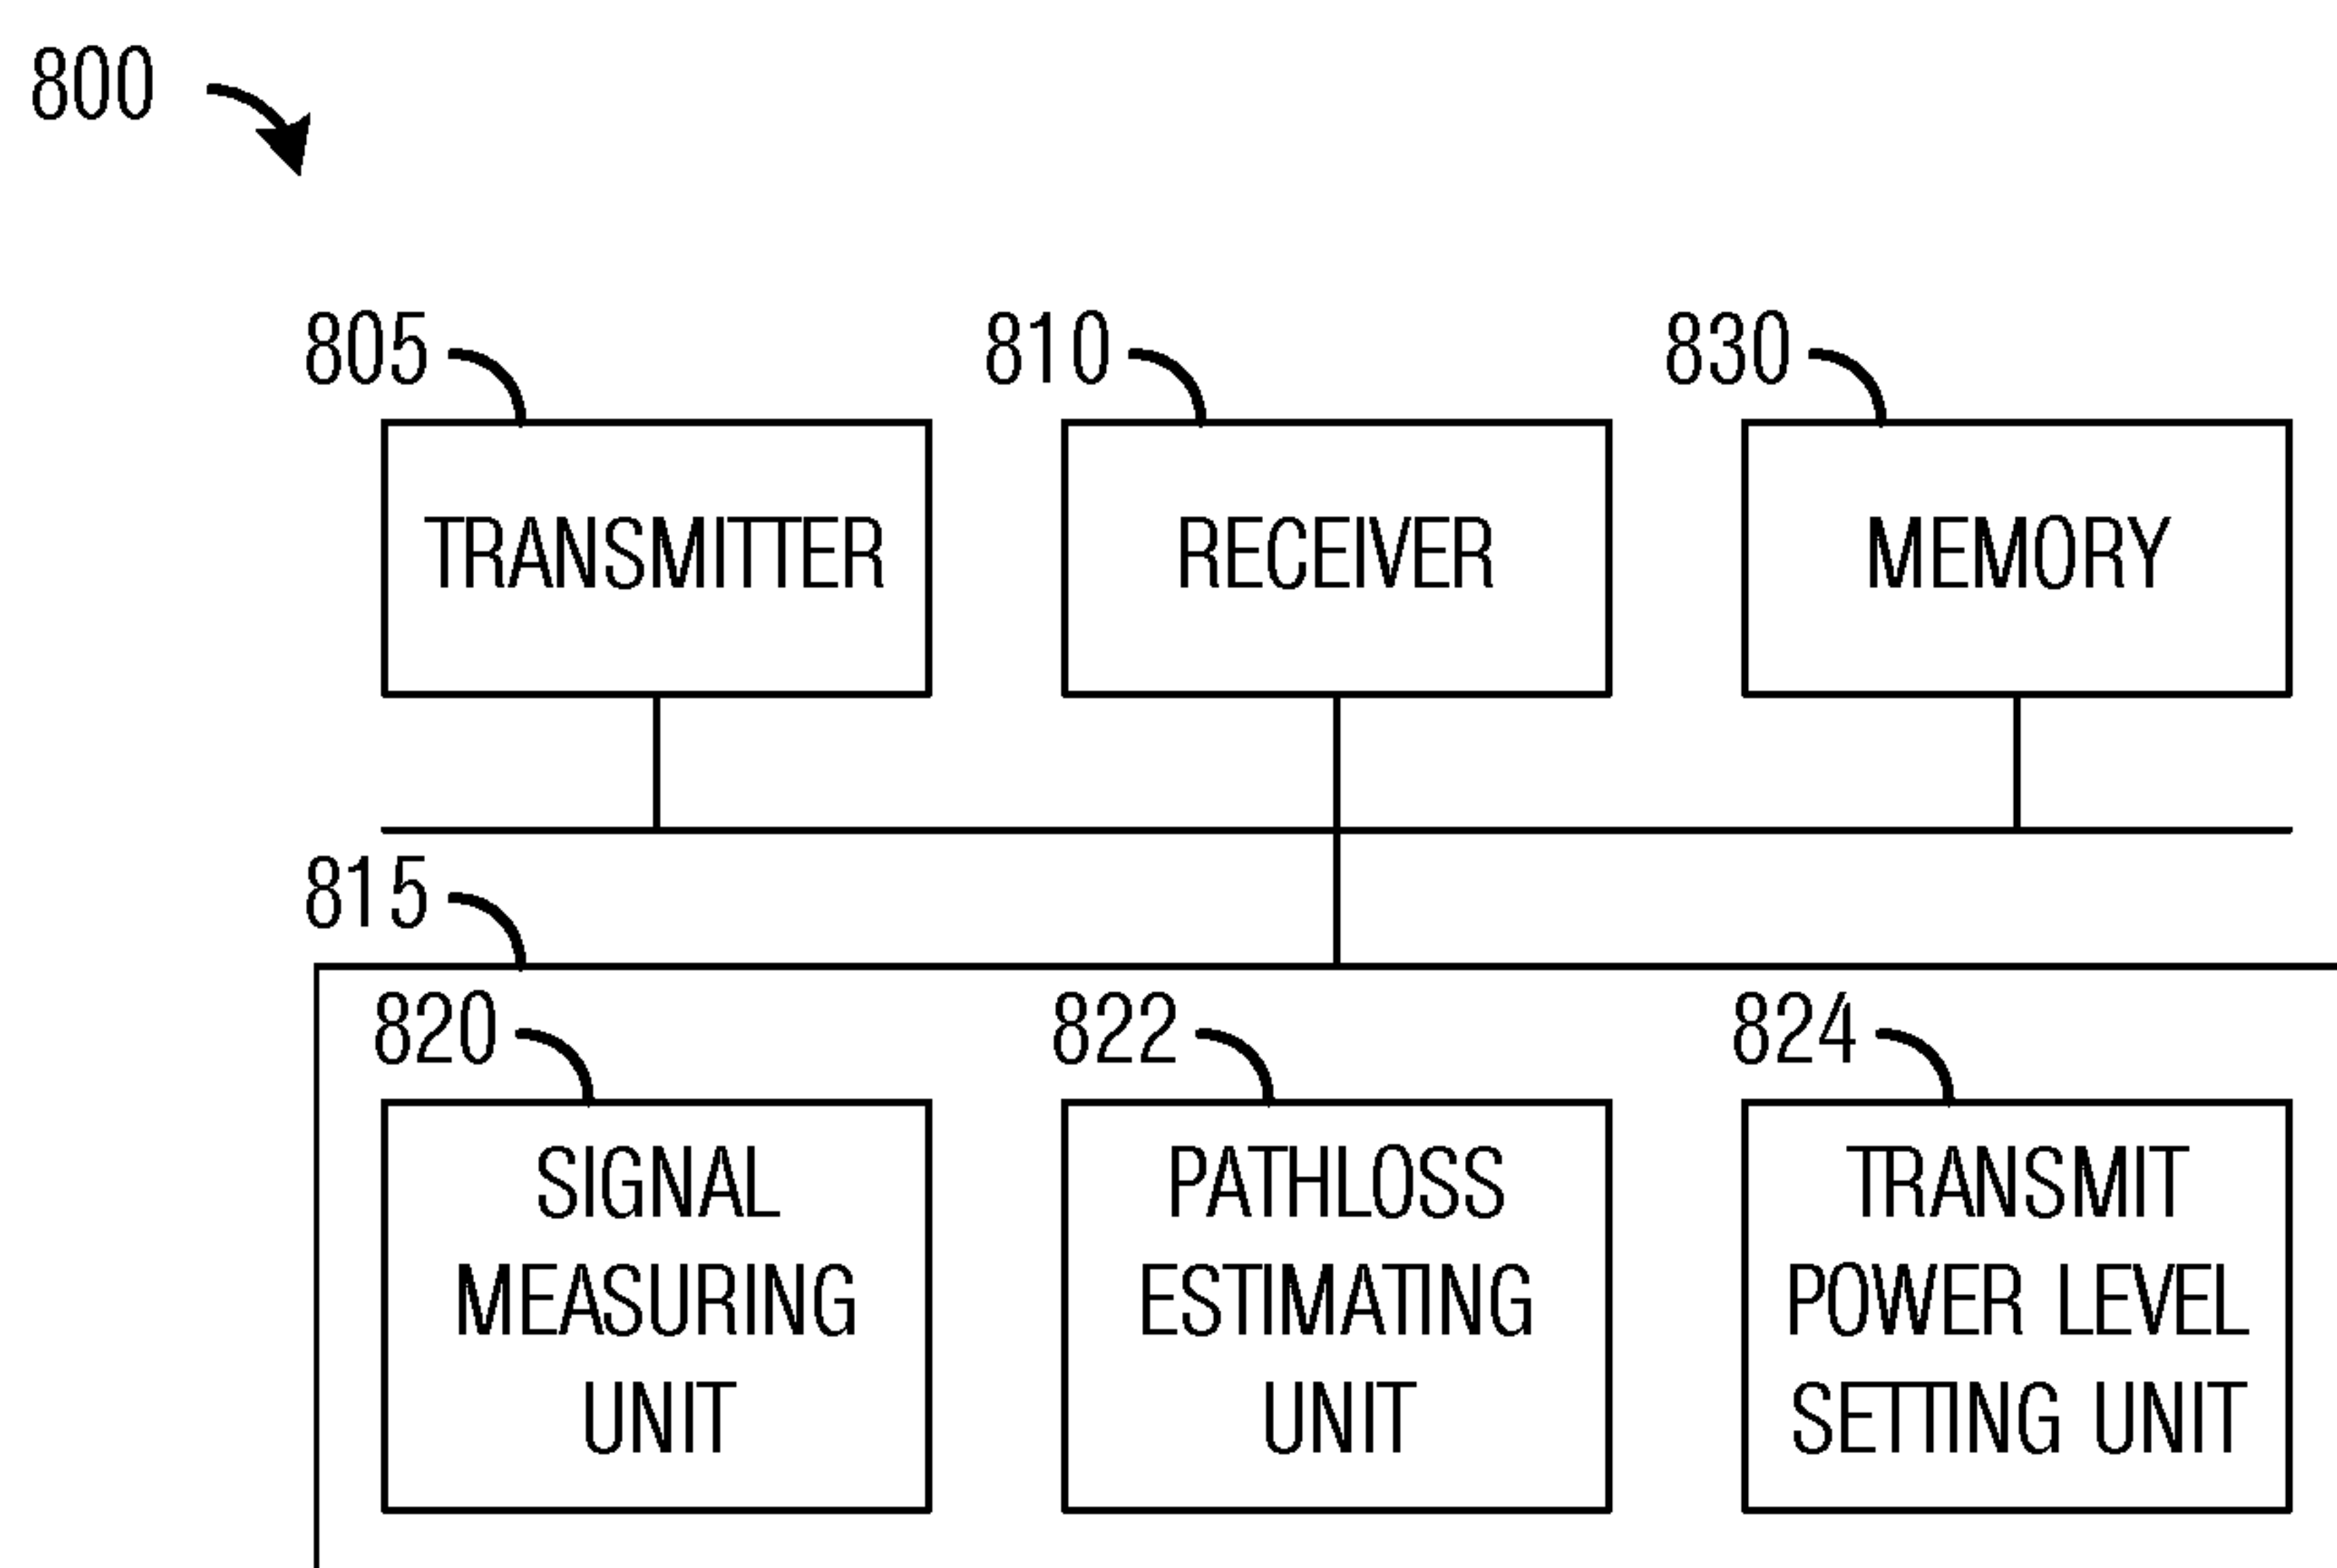 800
805
810
830
TRANSMITTER
RECEIVER
MEMORY
815
820
822
824
SIGNAL
MEASURING
UNIT
PATHLOSS
ESTIMATING
UNIT
TRANSMIT
POWER LEVEL
SETTING UNIT